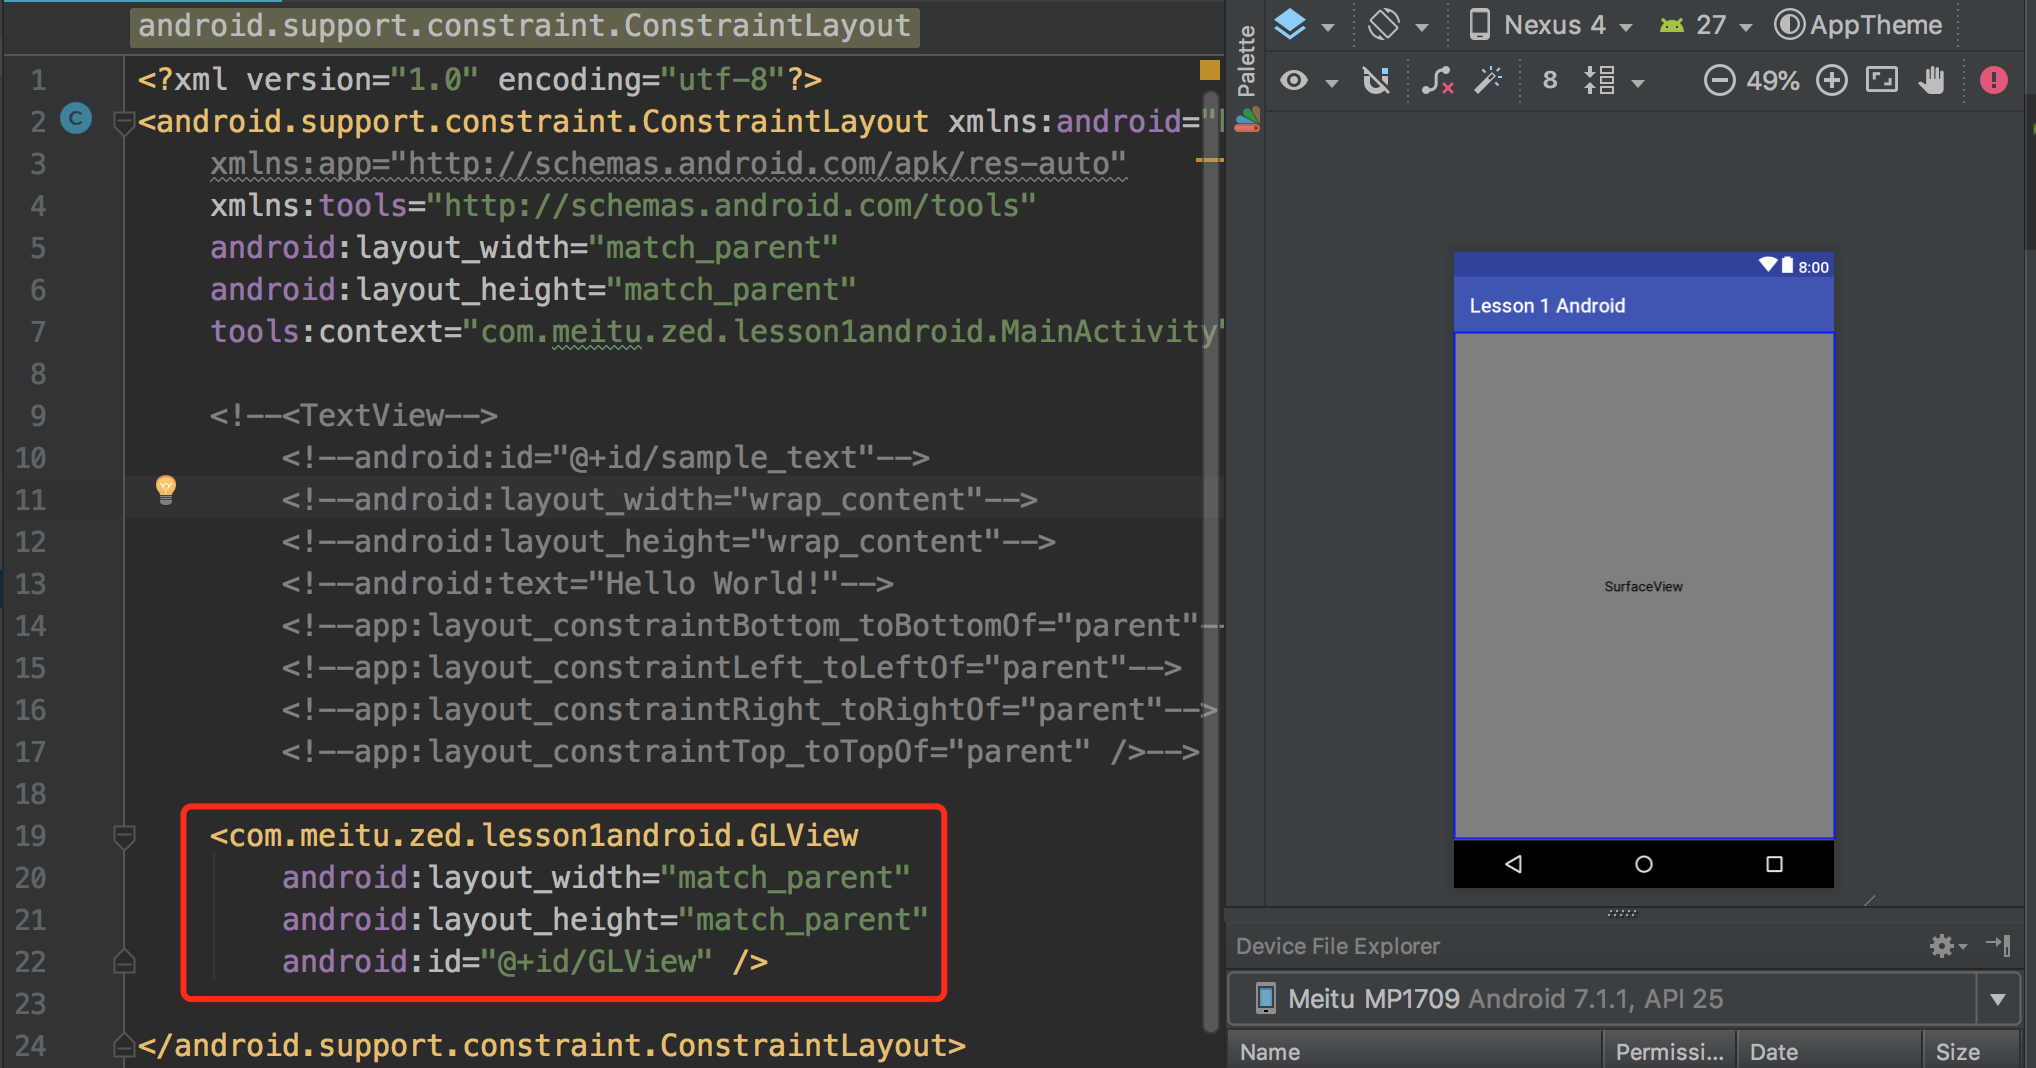 android.support.constraint.ConstraintLayout
1 <?xml version="1.0" encoding="utf-8"?>
2 <android.support.constraint.ConstraintLayout xmlns:android="
3 xmlns:app="http://schemas.android.com/apk/res-auto"
4 xmlns:tools="http://schemas.android.com/tools"
5 android:layout_width="match_parent"
6 android:layout_height="match_parent"
7 tools:context="com.meitu.zed.lesson1android.MainActivity"
8
9 <!--<TextView-->
10 <!--android:id="@+id/sample_text"-->
11 <!--android:layout_width="wrap_content"-->
12 <!--android:layout_height="wrap_content"-->
13 <!--android:text="Hello World!"-->
14 <!--app:layout_constraintBottom_toBottomOf="parent"--
15 <!--app:layout_constraintLeft_toLeftOf="parent"-->
16 <!--app:layout_constraintRight_toRightOf="parent"-->
17 <!--app:layout_constraintTop_toTopOf="parent" />-->
18
19 <com.meitu.zed.lesson1android.GLView
20 android:layout_width="match_parent"
21 android:layout_height="match_parent"
22 android:id="@+id/GLView" />
23
24 </android.support.constraint.ConstraintLayout>
C
Palette
Nexus 4 27 AppTheme
8 49%
8:00
Lesson 1 Android
SurfaceView
Device File Explorer
Meitu MP1709 Android 7.1.1, API 25
Name Permissi... Date Size